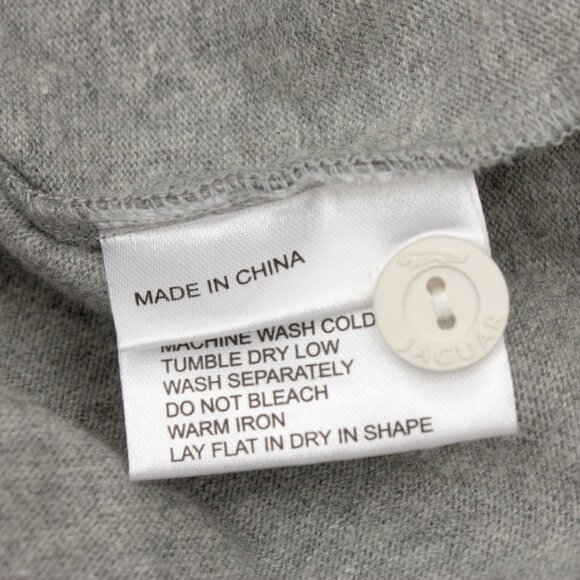 MADE IN CHINA
MACHINE WASH COLD
TUMBLE DRY LOW
WASH SEPARATELY
DO NOT BLEACH
WARM IRON
LAY FLAT IN DRY IN SHAPE
JAGUAR